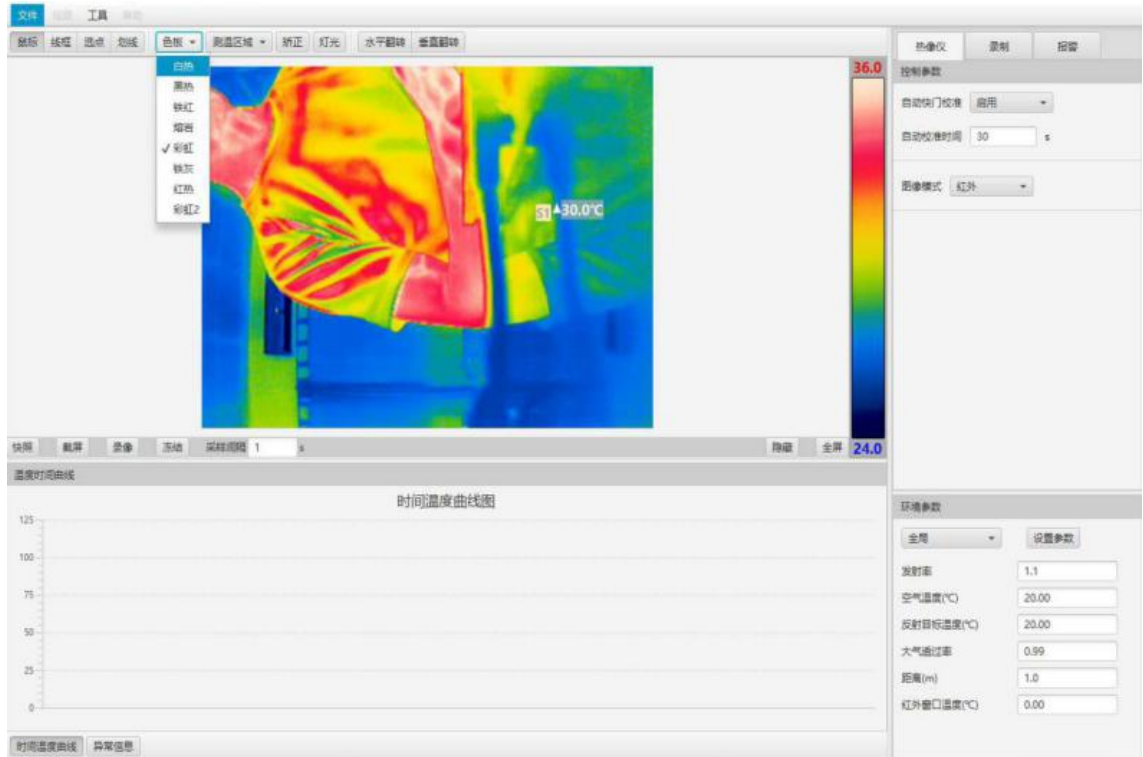 文件 工具
鼠标 线框 选点 划线 色板 测温区域 矫正 灯光 水平翻转 垂直翻转
白热
黑热
铁红
熔岩
✓ 彩虹
铁灰
红热
彩虹2
S1 30.0℃
36.0
24.0
快照 截屏 录像 冻结 采样间隔 1 s 隐藏 全屏
温度时间曲线
时间温度曲线图
125
100
75
50
25
0
时间温度曲线 异常信息
热像仪 录制 报警
控制参数
自动快门校准 启用
自动校准时间 30 s
图像模式 红外
环境参数
全局 设置参数
发射率 1.1
空气温度(℃) 20.00
反射目标温度(℃) 20.00
大气透过率 0.99
距离(m) 1.0
红外窗口温度(℃) 0.00